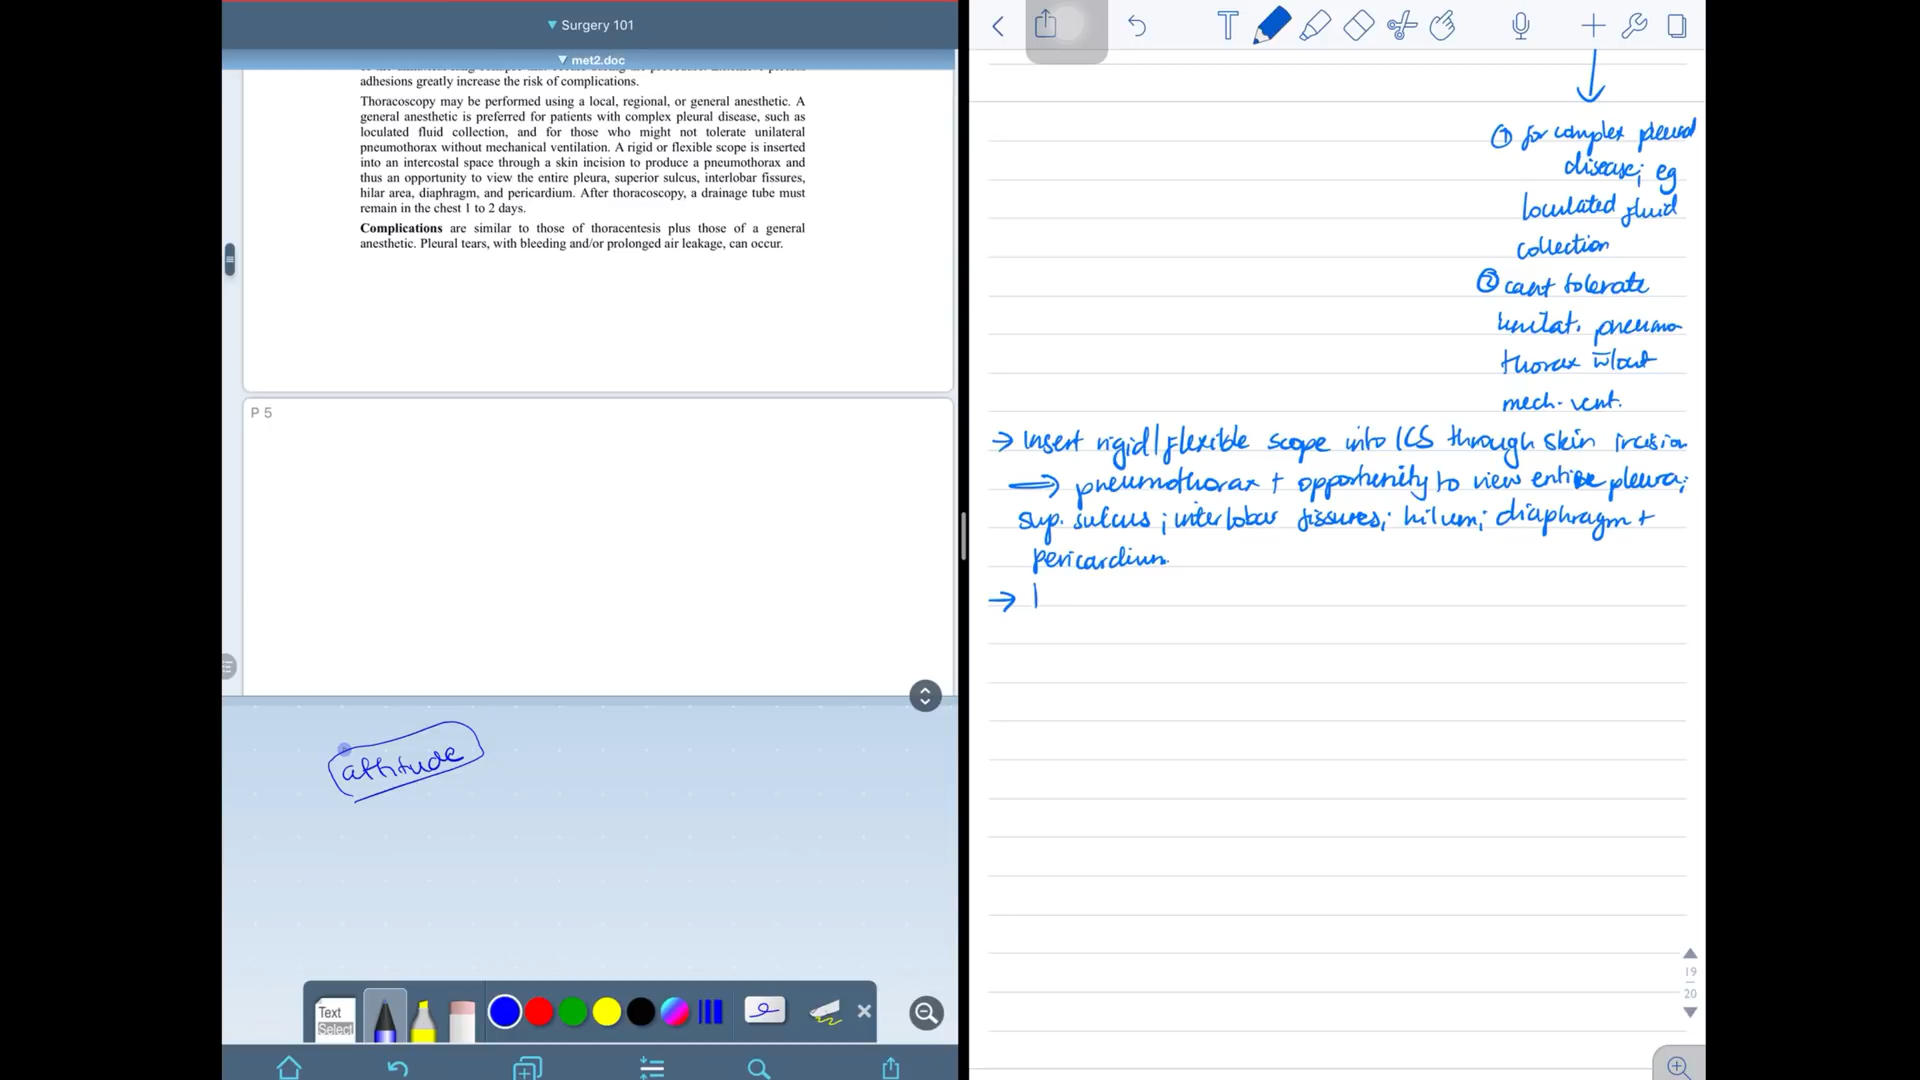 Surgery 101
met2.doc
adhesions greatly increase the risk of complications.
Thoracoscopy may be performed using a local, regional, or general anesthetic. A
general anesthetic is preferred for patients with complex pleural disease, such as
loculated fluid collection, and for those who might not tolerate unilateral
pneumothorax without mechanical ventilation. A rigid or flexible scope is inserted
into an intercostal space through a skin incision to produce a pneumothorax and
thus an opportunity to view the entire pleura, superior sulcus, interlobar fissures,
hilar area, diaphragm, and pericardium. After thoracoscopy, a drainage tube must
remain in the chest 1 to 2 days.
Complications are similar to those of thoracentesis plus those of a general
anesthetic. Pleural tears, with bleeding and/or prolonged air leakage, can occur.
P 5
attitude
Text
Select
T
① for complex pleural
disease; eg
loculated fluid
collection
② cant tolerate
unilat. pneumo
thorax w/out
mech. vent.
→ Insert rigid/flexible scope into ICS through skin incision
⟹ pneumothorax + opportunity to view entire pleura;
sup. sulcus; interlobar fissures; hilum; diaphragm +
pericardium.
→ |
19
20